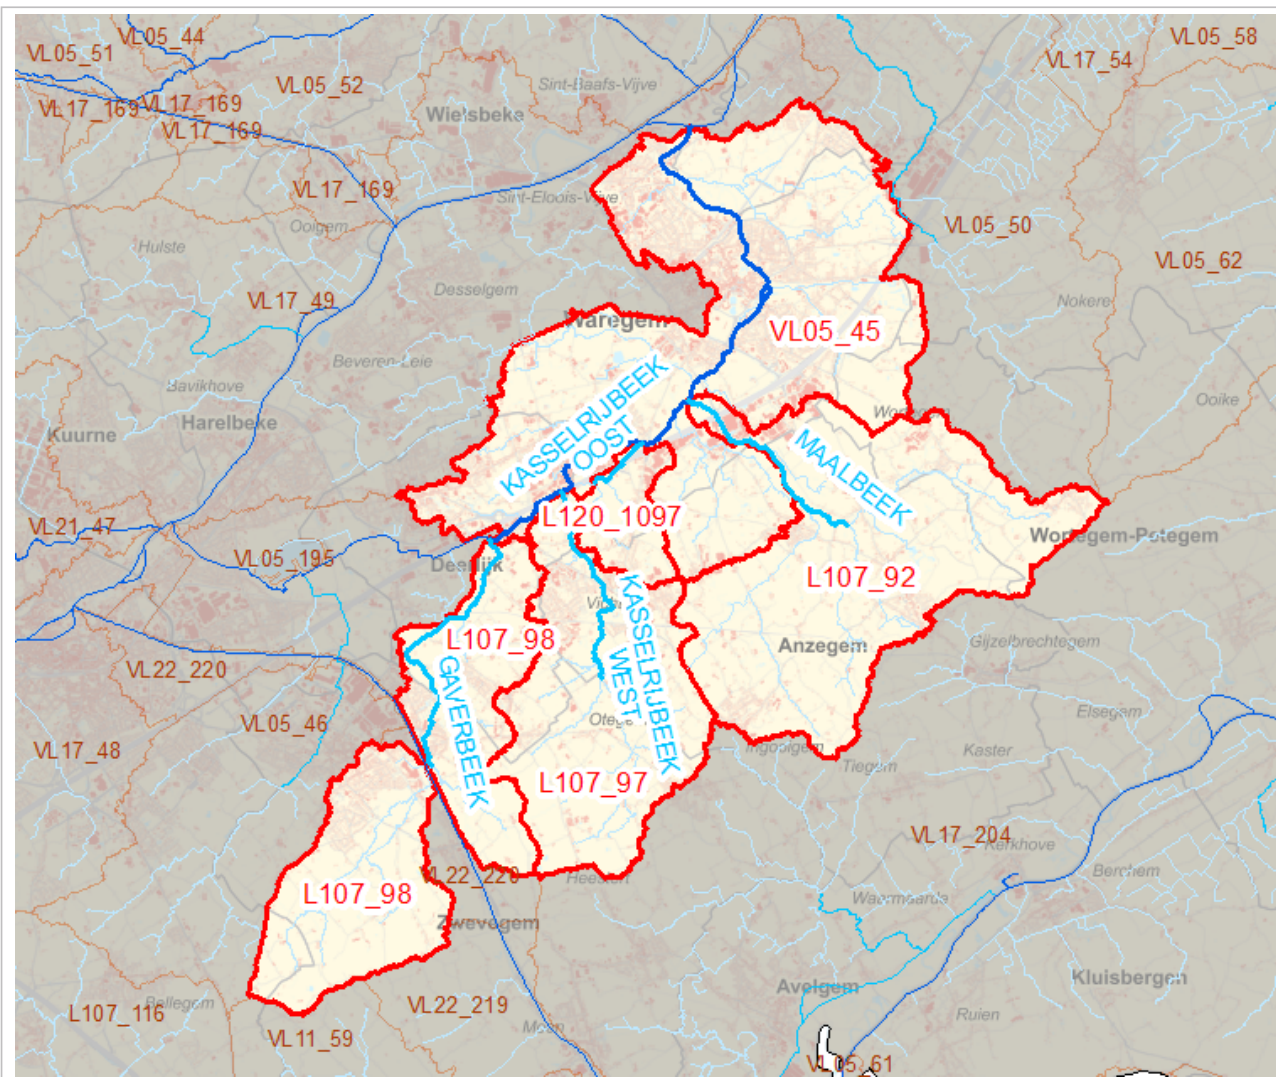 VL05_44
VL05_51
VL05_52
VL05_58
VL17_54
VL17_169
VL17_169
VL17_169
Sint-Baafs-Vijve
Wielsbeke
VL17_169
Sint-Eloois-Vijve
Ooigem
Hulste
VL05_50
VL05_62
Desselgem
VL17_49
Nokere
Waregem
VL05_45
Beveren-Leie
Bavikhove
Harelbeke
Kuurne
Ooike
KASSELRIJBEEK
OOST
MAALBEEK
L120_1097
VL21_47
VL05_195
Deerlijk
Wortegem-Petegem
L107_92
KASSELRIJBEEK
WEST
L107_98
GAVERBEEK
Anzegem
Gijzelbrechtegem
VL22_220
VL05_46
VL17_48
Elsegem
Ingooigem
Kaster
Tiegem
L107_97
VL17_204
Kerkhove
Berchem
Heestert
VL22_220
L107_98
Waarmaarde
Zwevegem
Avelgem
Kluisbergen
Bellegem
L107_116
VL22_219
Ruien
Moen
VL11_59
VL05_61